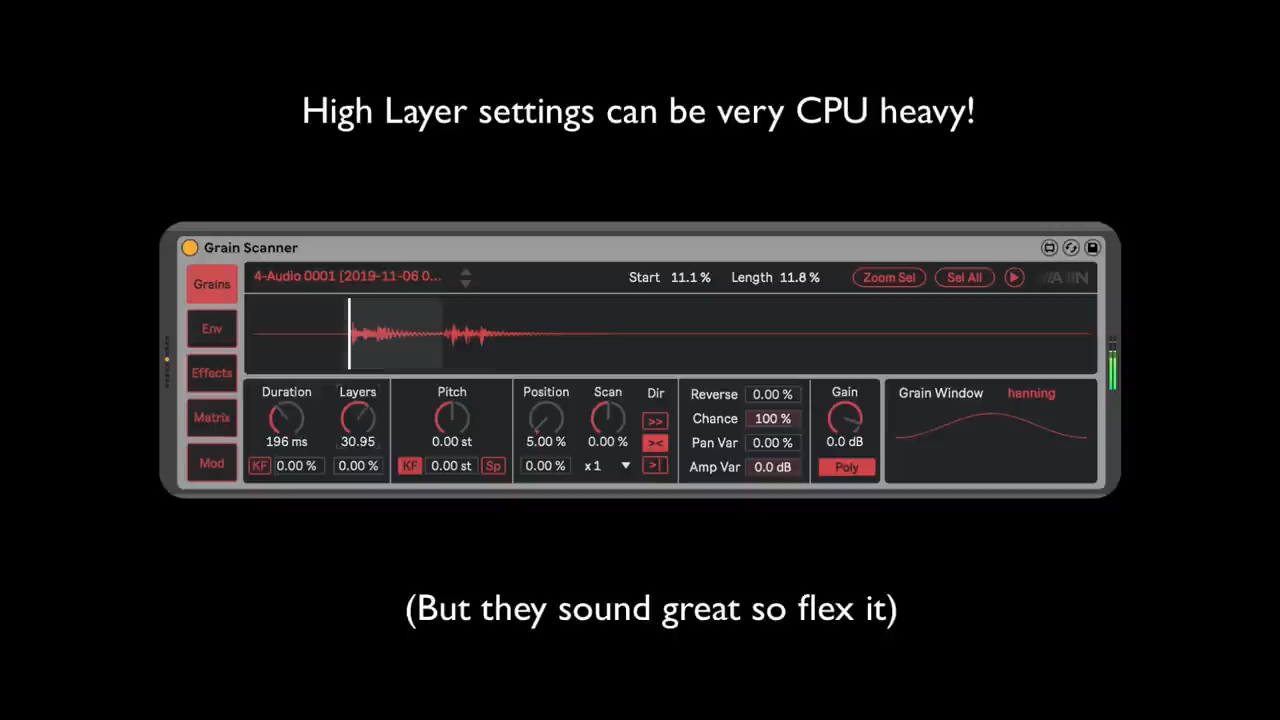 High Layer settings can be very CPU heavy!
Grain Scanner
Grains
4-Audio 0001 [2019-11-06 0...
Start 11.1 % Length 11.8 % Zoom Sel Sel All
Env
Effects
Matrix
Mod
Duration Layers Pitch Position Scan Dir
196 ms 30.95 0.00 st 5.00 % 0.00 %
KF 0.00 % 0.00 % KF 0.00 st Sp 0.00 % x1
>>
><
>|
Reverse 0.00 %
Chance 100 %
Pan Var 0.00 %
Amp Var 0.0 dB
Gain
0.0 dB
Poly
Grain Window hanning
(But they sound great so flex it)